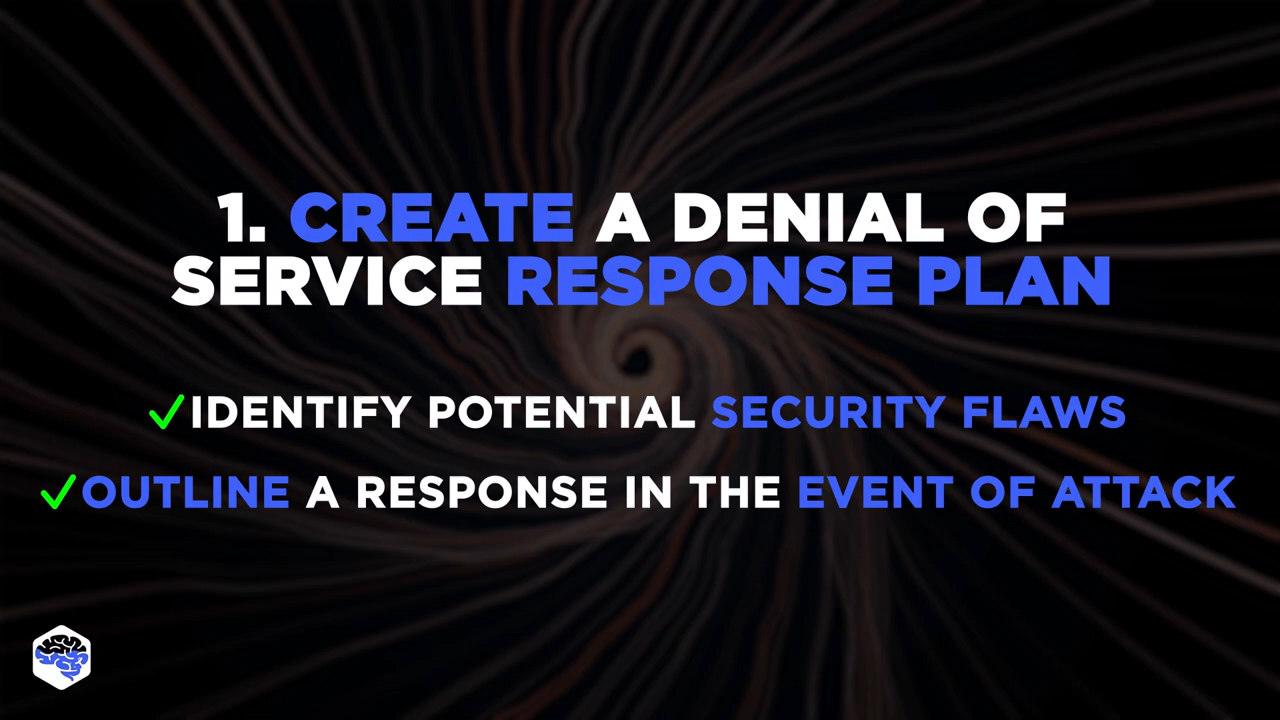 1. CREATE A DENIAL OF
SERVICE RESPONSE PLAN
IDENTIFY POTENTIAL SECURITY FLAWS
OUTLINE A RESPONSE IN THE EVENT OF ATTACK